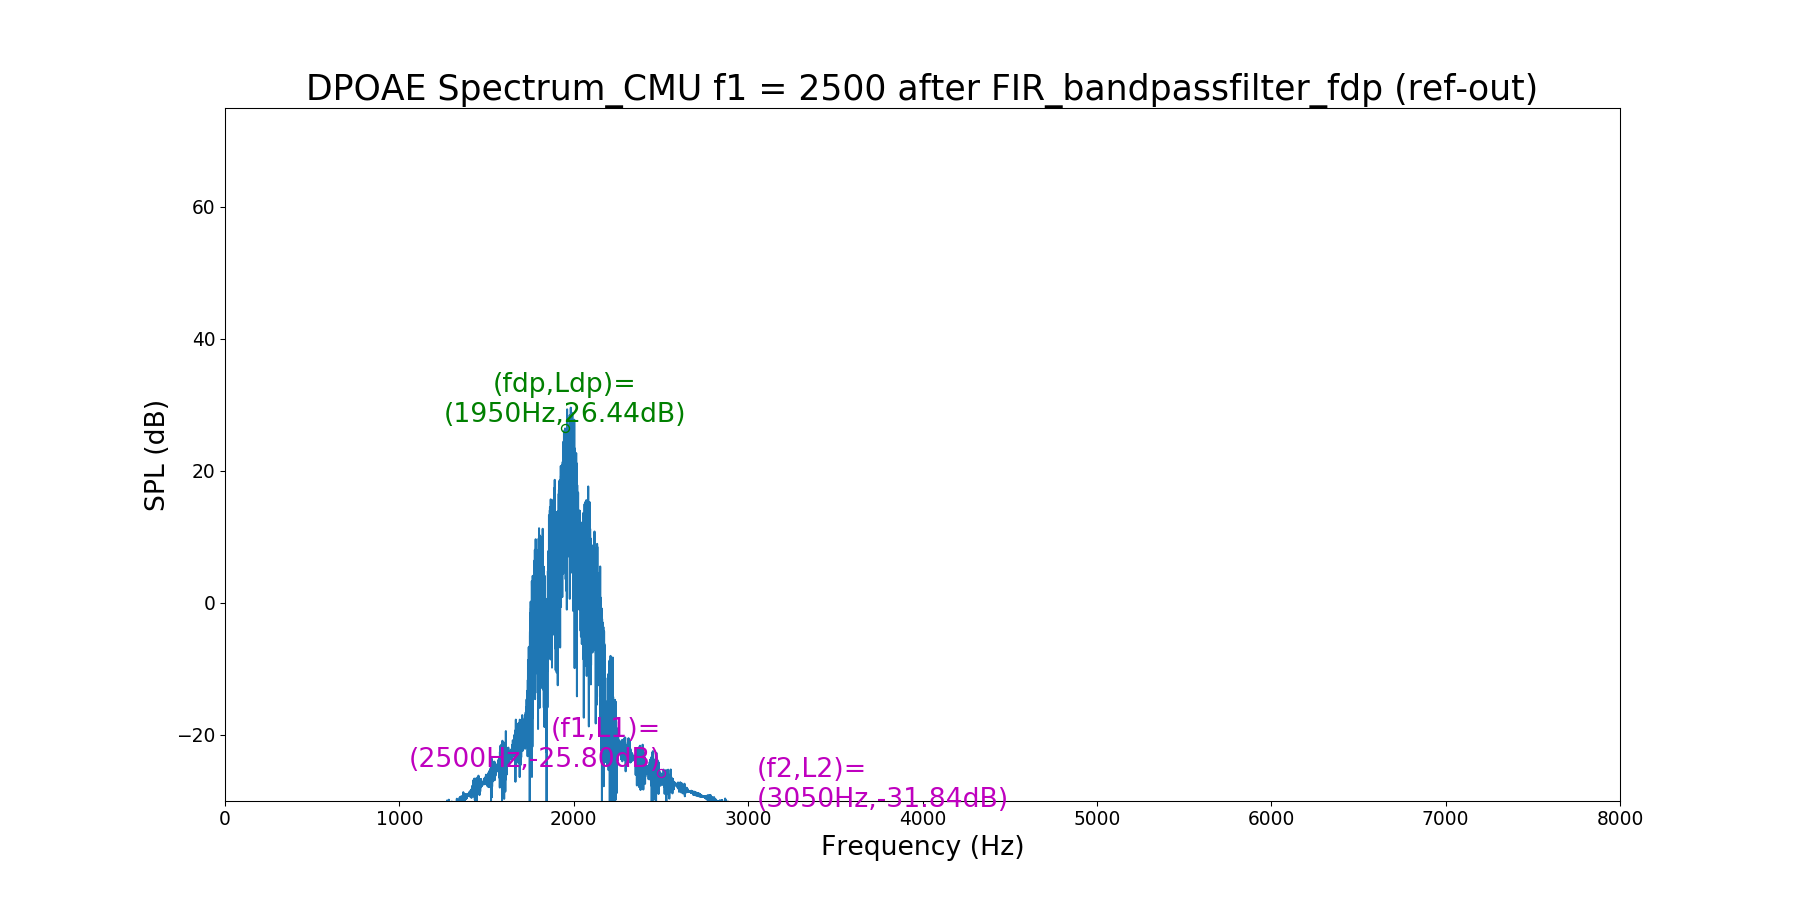 DPOAE Spectrum_CMU f1 = 2500 after FIR_bandpassfilter_fdp (ref-out)
60
40
20
0
−20
SPL (dB)
(fdp,Ldp)=
(1950Hz,26.44dB)
(f1,L1)=
(2500Hz,-25.80dB)
(f2,L2)=
(3050Hz,-31.84dB)
0 1000 2000 3000 4000 5000 6000 7000 8000
Frequency (Hz)